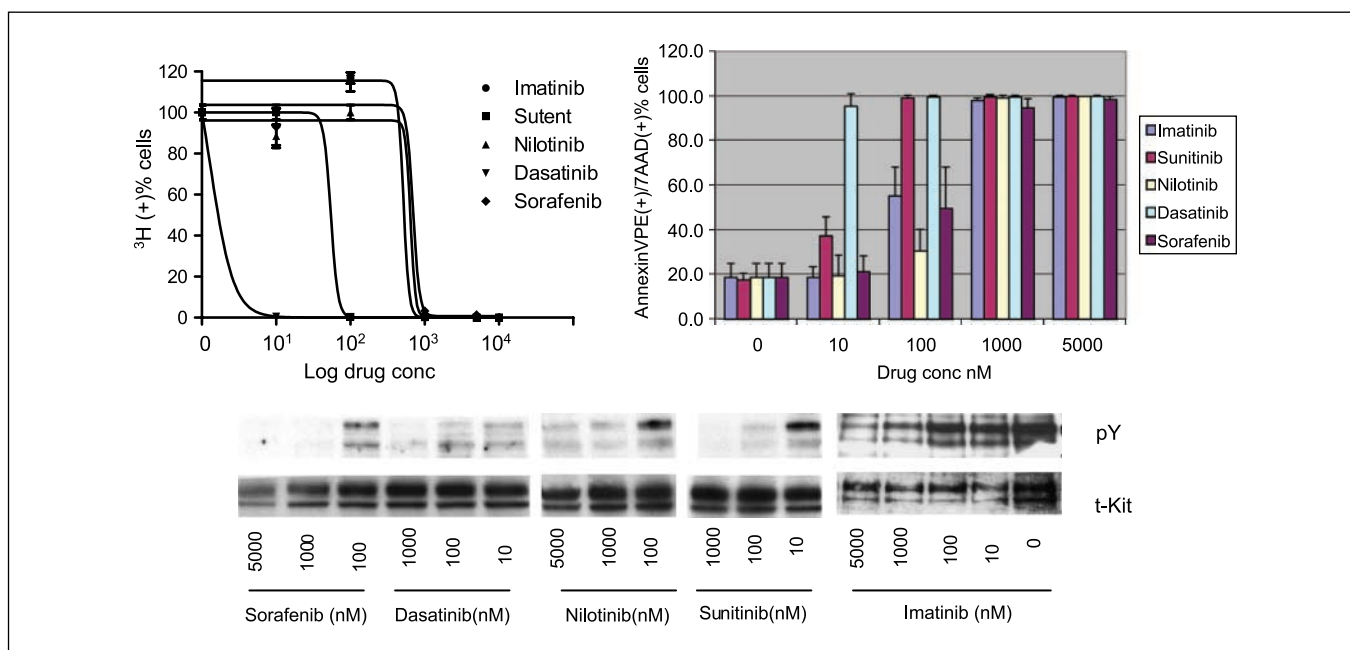 120
100
80
60
40
20
0
³H (+)% cells
0 10¹ 10² 10³ 10⁴
Log drug conc
Imatinib
Sutent
Nilotinib
Dasatinib
Sorafenib
120.0
100.0
80.0
60.0
40.0
20.0
0.0
AnnexinVPE(+)/7AAD(+)% cells
0 10 100 1000 5000
Drug conc nM
Imatinib
Sunitinib
Nilotinib
Dasatinib
Sorafenib
pY
t-Kit
5000 1000 100 1000 100 10 5000 1000 100 1000 100 10 5000 1000 100 10 0
Sorafenib (nM) Dasatinib(nM) Nilotinib(nM) Sunitinib(nM) Imatinib (nM)